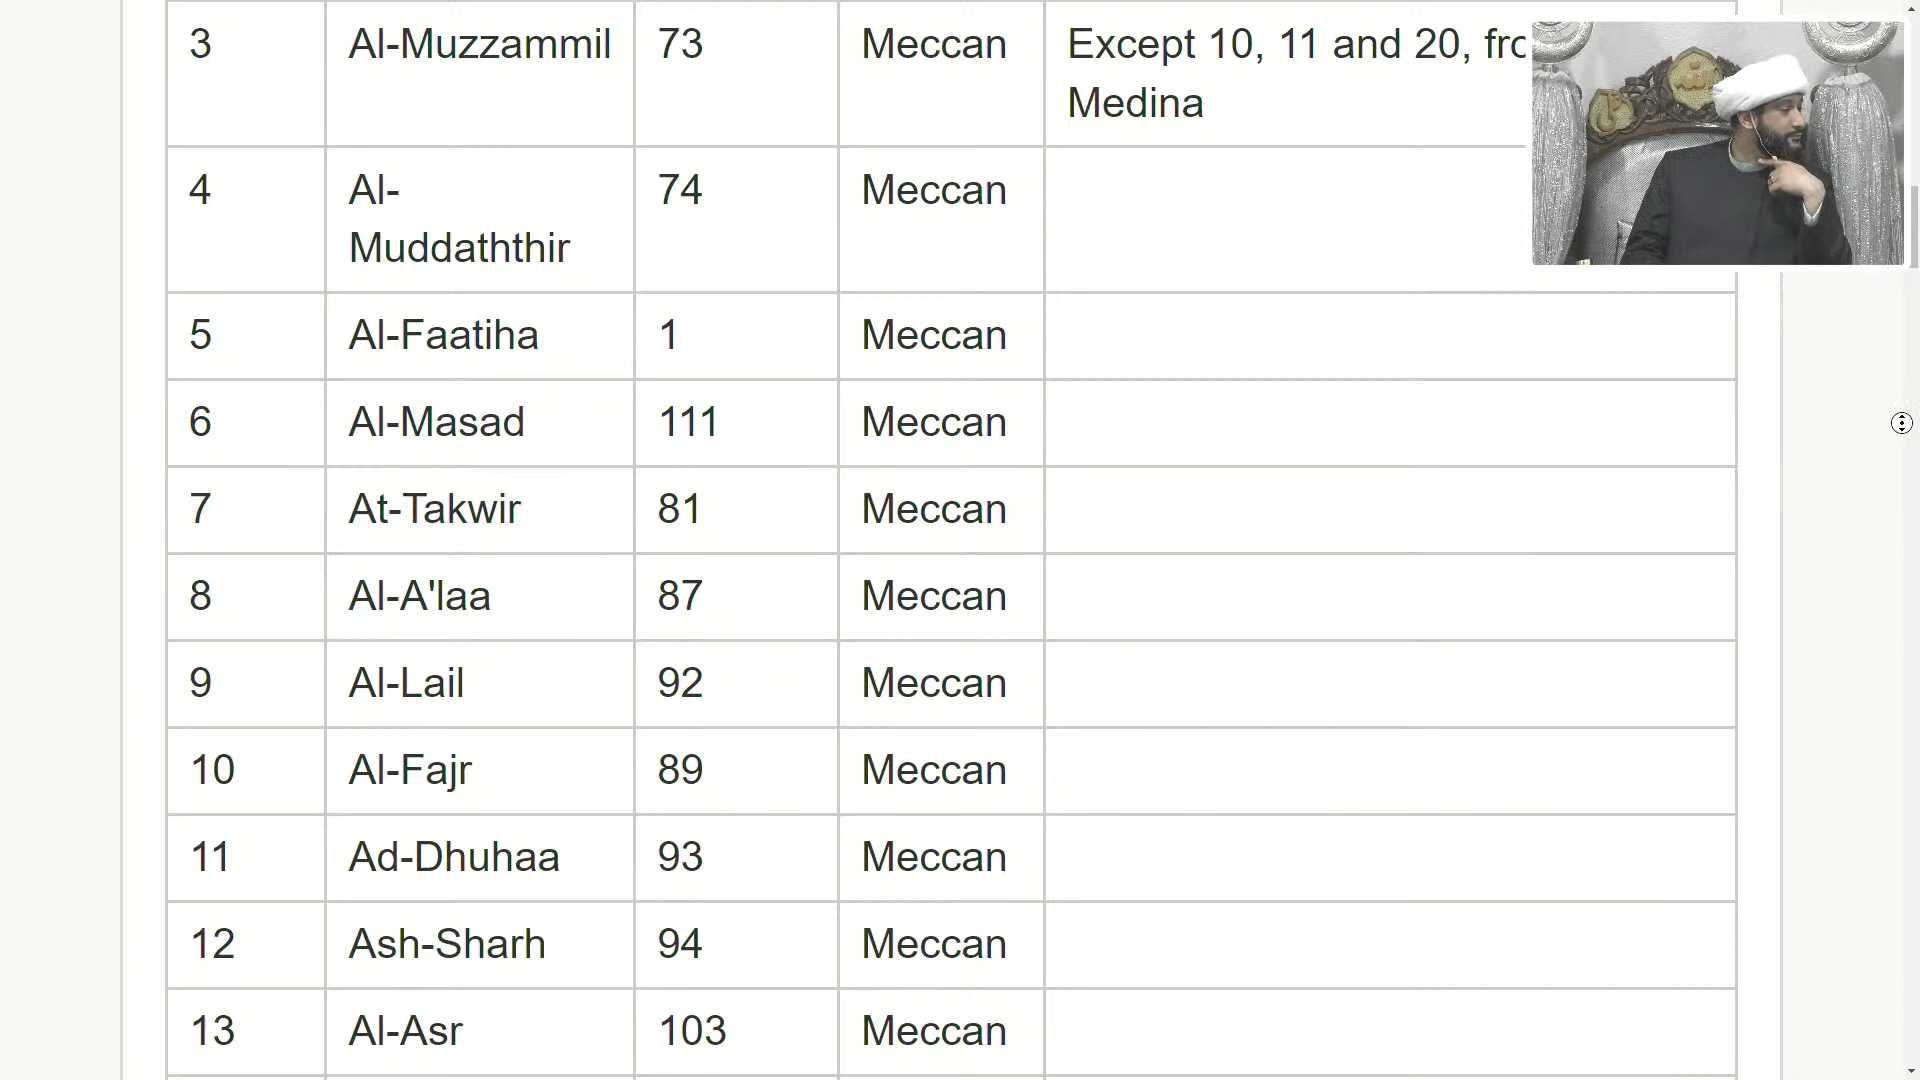 3 Al-Muzzammil 73 Meccan Except 10, 11 and 20,
Medina
4 Al- 74 Meccan
Muddaththir
5 Al-Faatiha 1 Meccan
6 Al-Masad 111 Meccan
7 At-Takwir 81 Meccan
8 Al-A'laa 87 Meccan
9 Al-Lail 92 Meccan
10 Al-Fajr 89 Meccan
11 Ad-Dhuhaa 93 Meccan
12 Ash-Sharh 94 Meccan
13 Al-Asr 103 Meccan